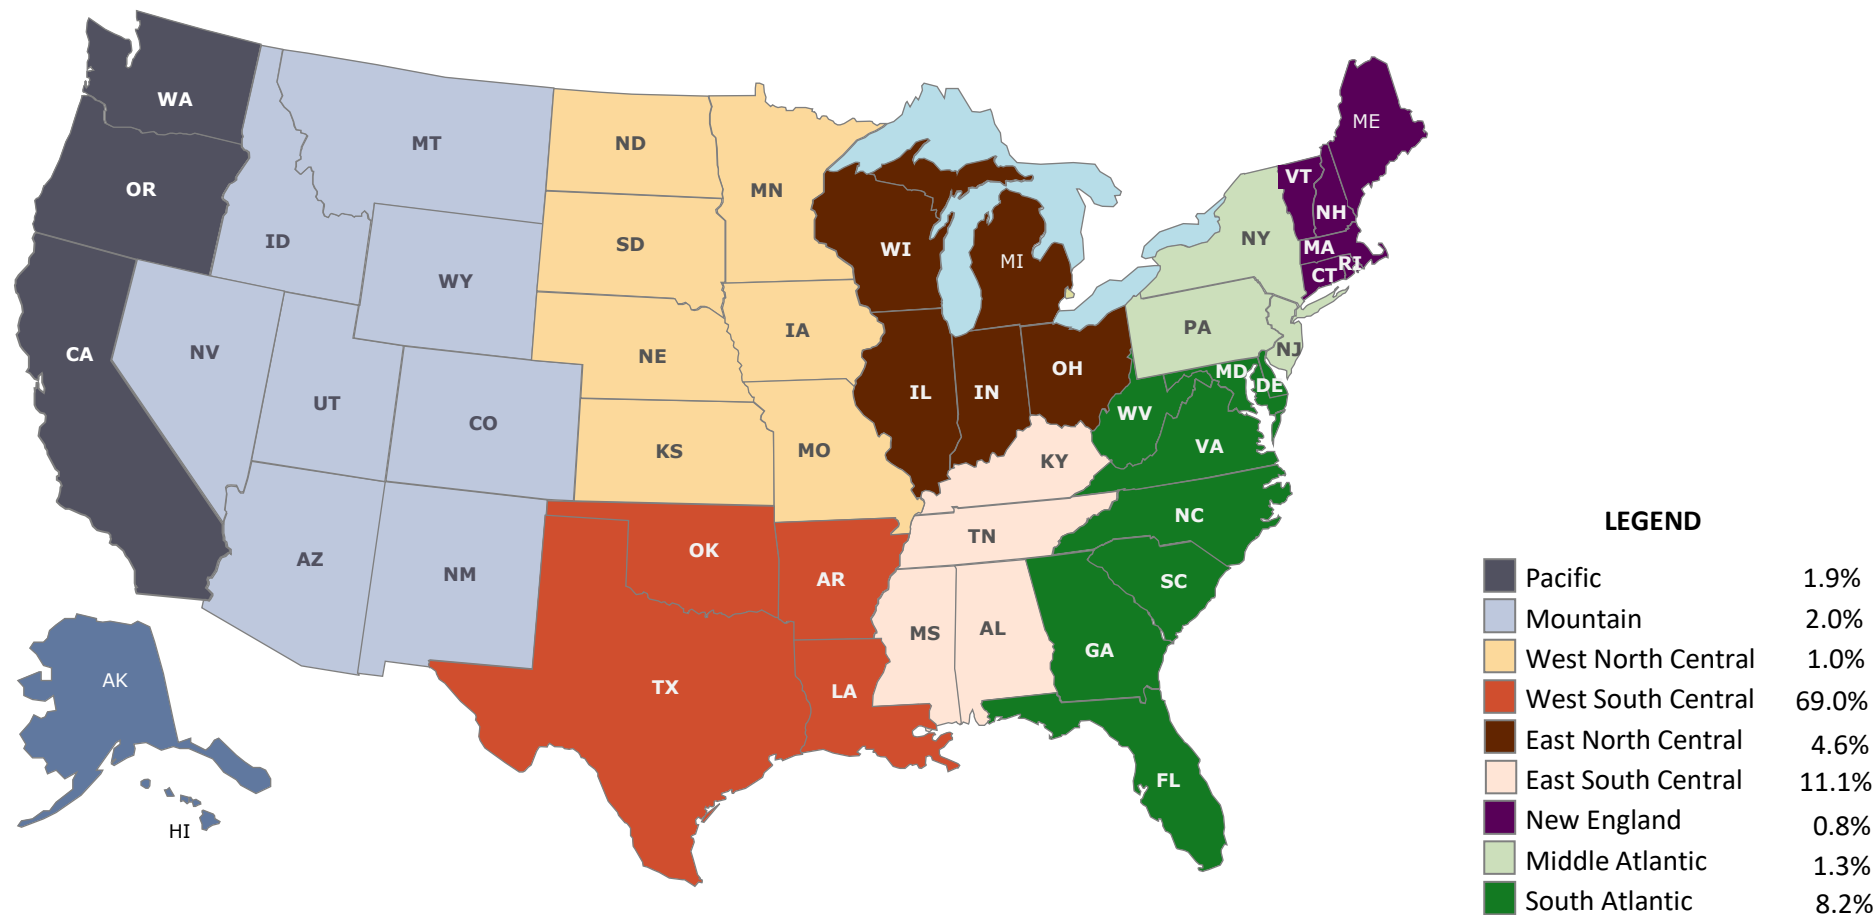 WA
OR
CA
MT
ID
WY
NV
UT
CO
AZ
NM
ND
SD
NE
KS
MN
IA
MO
OK
AR
TX
LA
WI
MI
IL
IN
OH
KY
TN
MS
AL
ME
VT
NH
MA
RI
CT
NY
PA
NJ
MD
DE
WV
VA
NC
SC
GA
FL
AK
HI
LEGEND
Pacific 1.9%
Mountain 2.0%
West North Central 1.0%
West South Central 69.0%
East North Central 4.6%
East South Central 11.1%
New England 0.8%
Middle Atlantic 1.3%
South Atlantic 8.2%